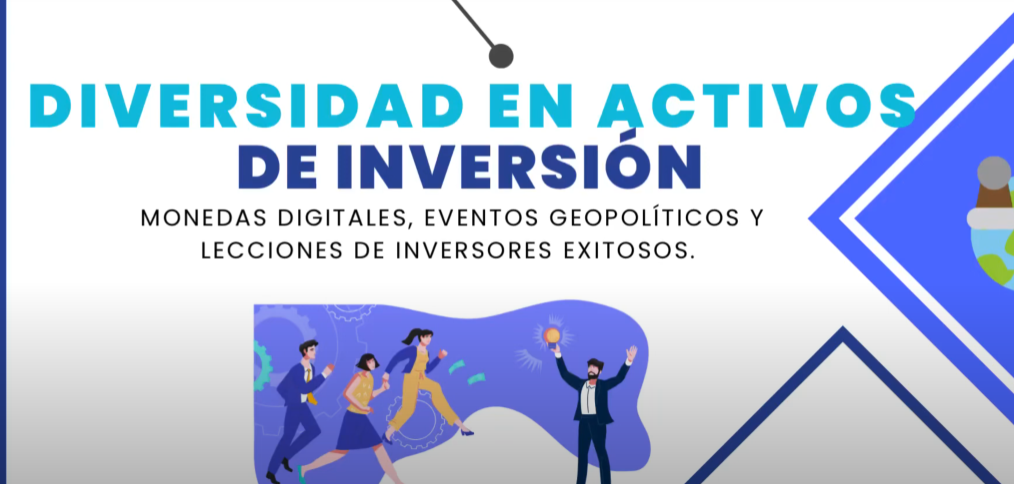 DIVERSIDAD EN ACTIVOS
DE INVERSIÓN
MONEDAS DIGITALES, EVENTOS GEOPOLÍTICOS Y
LECCIONES DE INVERSORES EXITOSOS.